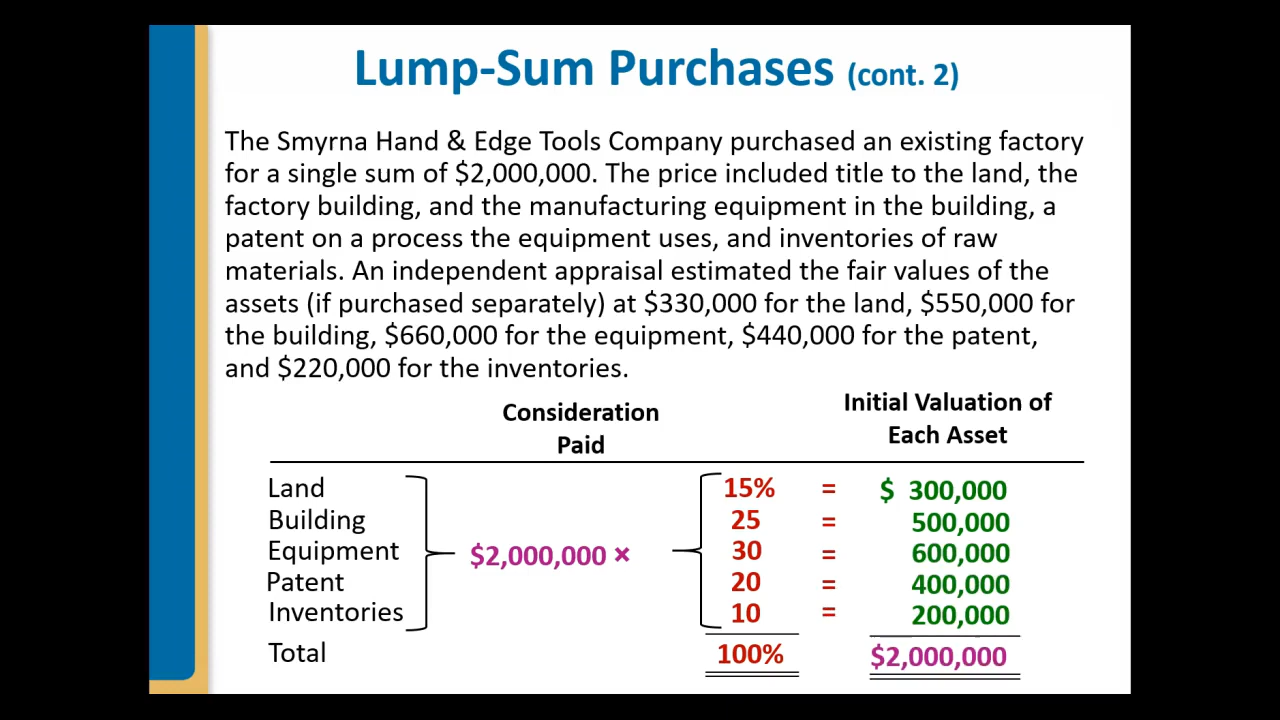 Lump-Sum Purchases (cont. 2)
The Smyrna Hand & Edge Tools Company purchased an existing factory
for a single sum of $2,000,000. The price included title to the land, the
factory building, and the manufacturing equipment in the building, a
patent on a process the equipment uses, and inventories of raw
materials. An independent appraisal estimated the fair values of the
assets (if purchased separately) at $330,000 for the land, $550,000 for
the building, $660,000 for the equipment, $440,000 for the patent,
and $220,000 for the inventories.
Consideration
Paid
Initial Valuation of
Each Asset
Land 15% = $ 300,000
Building 25 = 500,000
Equipment $2,000,000 × 30 = 600,000
Patent 20 = 400,000
Inventories 10 = 200,000
Total 100% $2,000,000